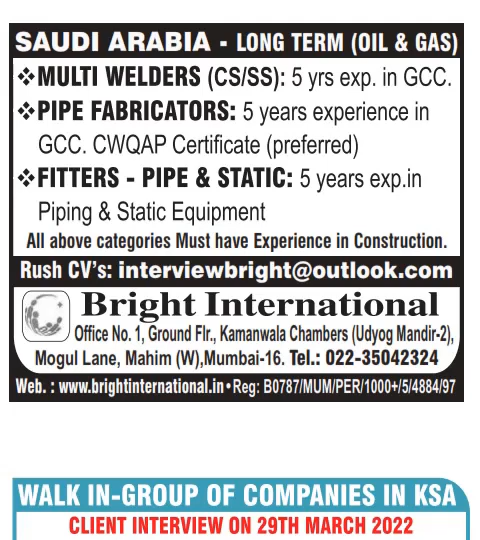 SAUDI ARABIA - LONG TERM (OIL & GAS)
❖MULTI WELDERS (CS/SS): 5 yrs exp. in GCC.
❖PIPE FABRICATORS: 5 years experience in
GCC. CWQAP Certificate (preferred)
❖FITTERS - PIPE & STATIC: 5 years exp.in
Piping & Static Equipment
All above categories Must have Experience in Construction.
Rush CV's: interviewbright@outlook.com
Bright International
Office No. 1, Ground Flr., Kamanwala Chambers (Udyog Mandir-2),
Mogul Lane, Mahim (W),Mumbai-16. Tel.: 022-35042324
Web. : www.brightinternational.in • Reg: B0787/MUM/PER/1000+/5/4884/97
WALK IN-GROUP OF COMPANIES IN KSA
CLIENT INTERVIEW ON 29TH MARCH 2022